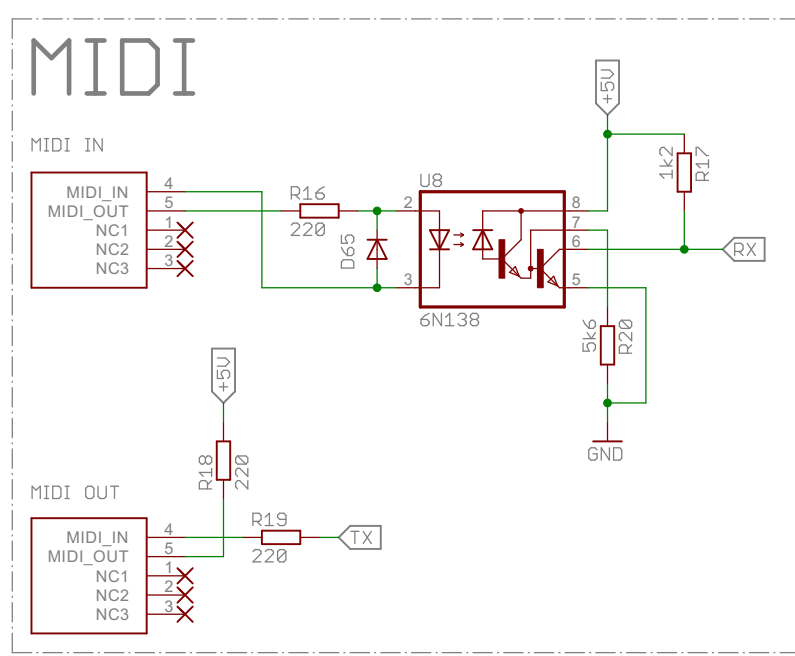 MIDI
MIDI IN
MIDI_IN 4
MIDI_OUT 5
NC1 1
NC2 2
NC3 3
R16
220
D65
U8
2
3
8
7
6
5
6N138
+5V
1k2
R17
RX
5k6
R20
GND
+5V
R18
220
MIDI OUT
MIDI_IN 4
MIDI_OUT 5
NC1 1
NC2 2
NC3 3
R19
220
TX